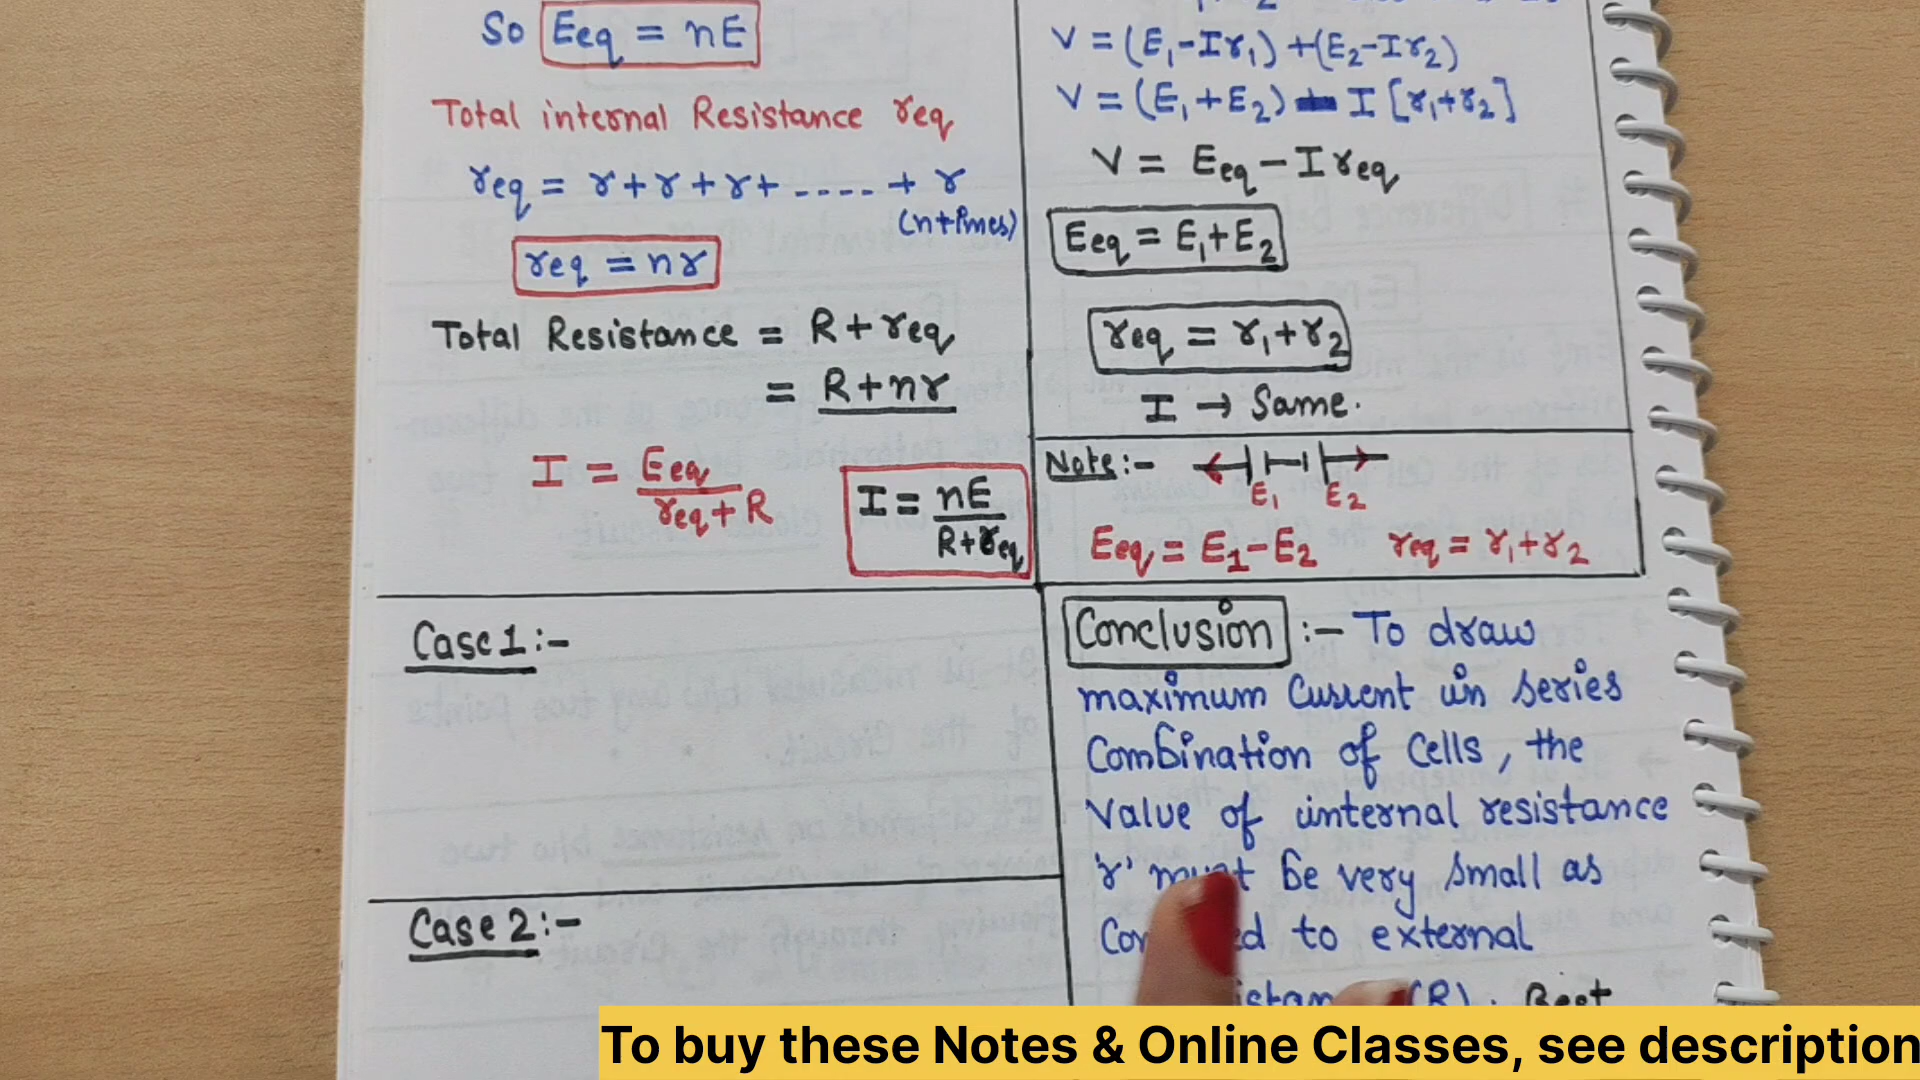 So Eeq = nE
Total internal Resistance req
req = r+r+r+ ---- + r
(ntimes)
req = nr
Total Resistance = R + req
= R + nr
I = Eeq / req + R
I = nE / R+req
Case 1:-
Case 2:-
V = (E1-Ir1) +(E2-Ir2)
V = (E1+E2) - I [r1+r2]
V = Eeq - I req
Eeq = E1+E2
req = r1+r2
I → Same.
Note:-
E1 E2
Eeq = E1-E2 req = r1+r2
Conclusion :- To draw
maximum Current in series
Combination of Cells, the
Value of internal resistance
'r' must be very small as
to external
(R). Best
To buy these Notes & Online Classes, see description